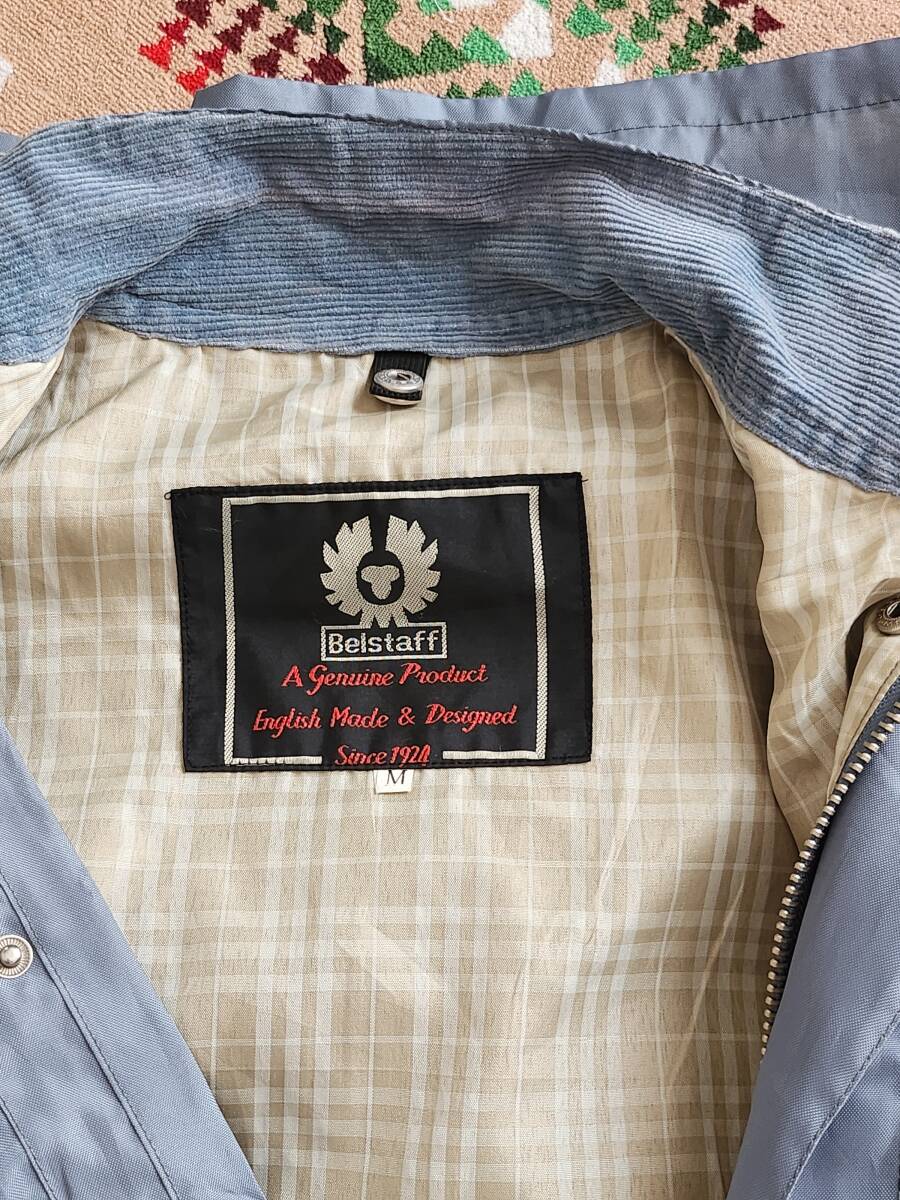 Belstaff
A Genuine Product
English Made & Designed
Since 1924
M